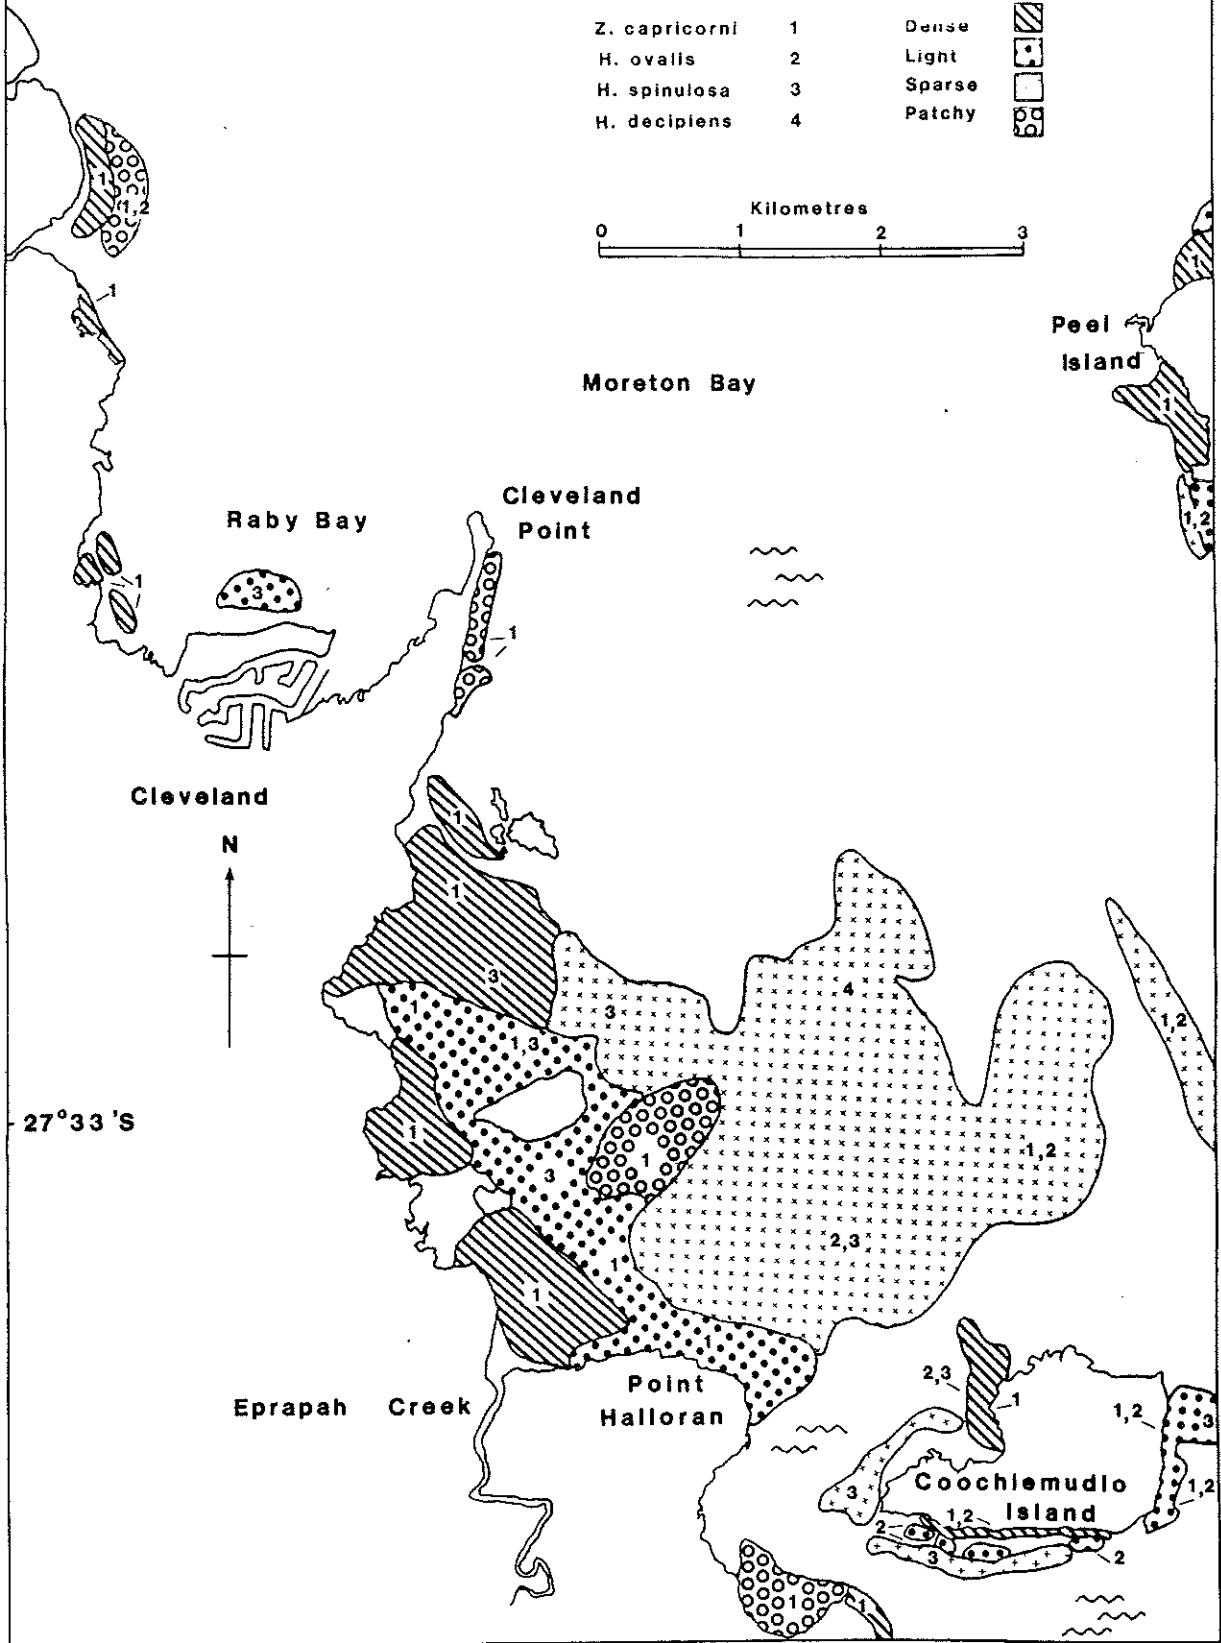 Z. capricorni 1 Dense
H. ovalis 2 Light
H. spinulosa 3 Sparse
H. decipiens 4 Patchy
Kilometres
0 1 2 3
1
1,2
1
1
Peel
Island
Moreton Bay
1
Cleveland
Point
Raby Bay
1,2
1
3
1
Cleveland
1
N
1
3
4
1
3
1,2
1,3
27°33'S
1
1
3
1,2
2,3
1
1
1
2,3
1
Eprapah Creek
Point
Halloran
1,2
3
Coochiemudlo
Island
3
1,2
1,2
2
3
2
1
1